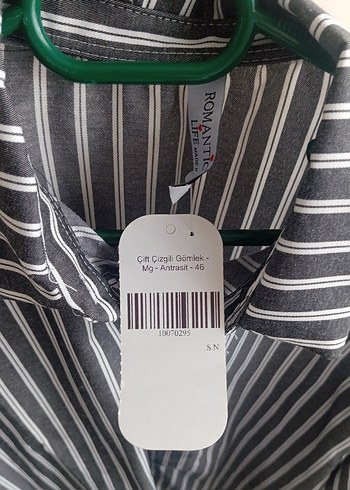 ROMANTIC
LIFE
Çift Çizgili Gömlek -
Mg - Antrasit - 46
10070295
S.N